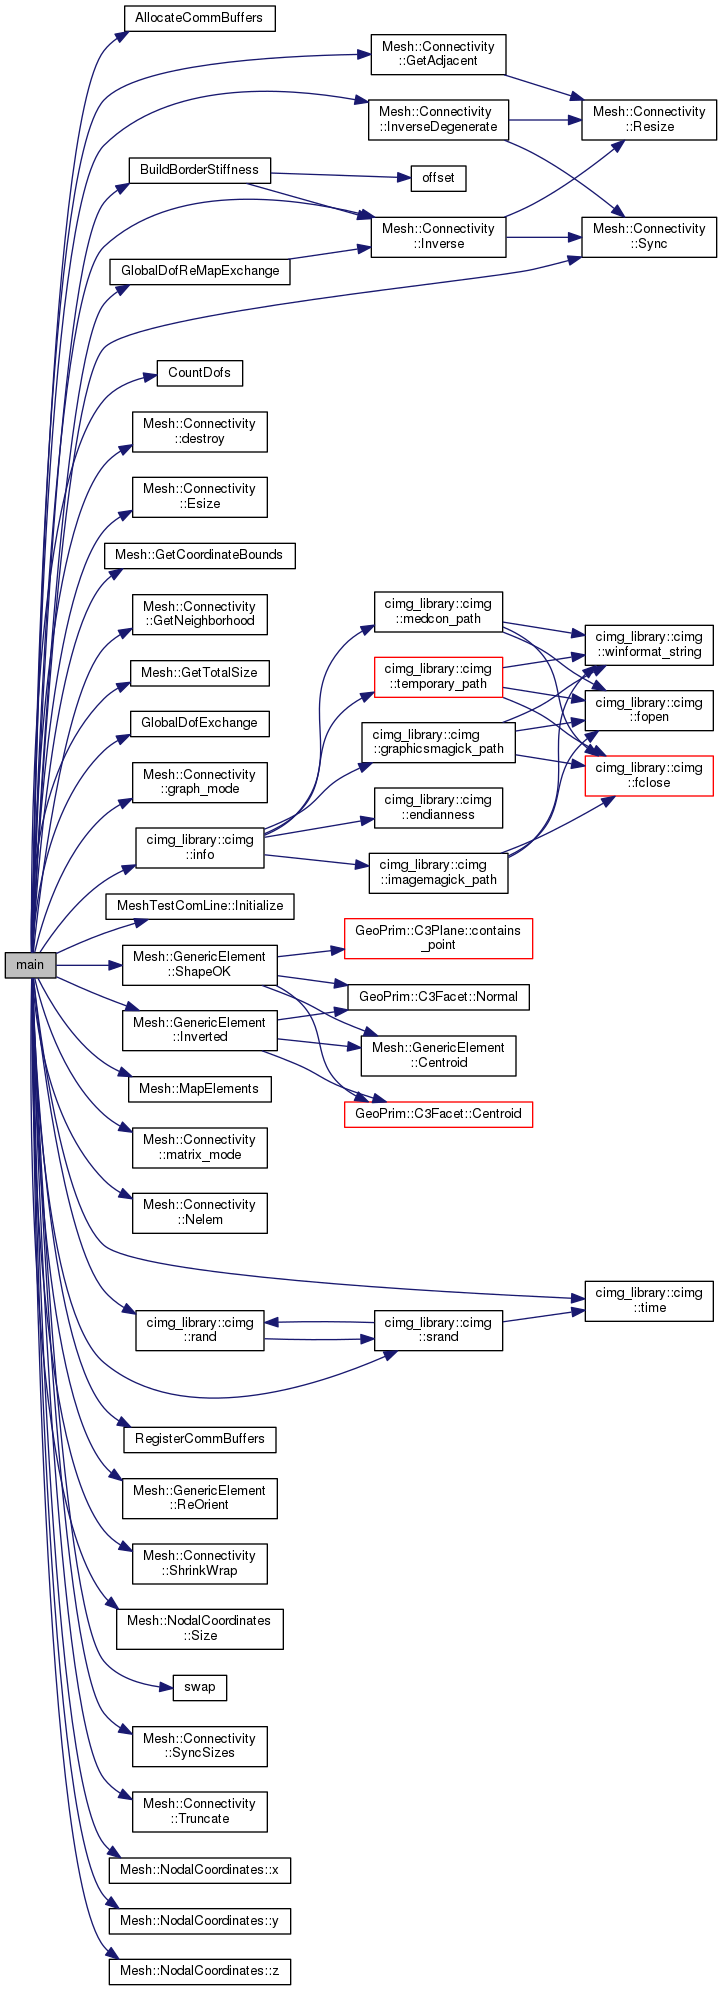 AllocateCommBuffers
Mesh::Connectivity
::GetAdjacent
Mesh::Connectivity
::InverseDegenerate
Mesh::Connectivity
::Resize
BuildBorderStiffness
offset
Mesh::Connectivity
::Inverse
Mesh::Connectivity
::Sync
GlobalDofReMapExchange
CountDofs
Mesh::Connectivity
::destroy
Mesh::Connectivity
::Esize
Mesh::GetCoordinateBounds
Mesh::Connectivity
::GetNeighborhood
Mesh::GetTotalSize
GlobalDofExchange
Mesh::Connectivity
::graph_mode
cimg_library::cimg
::info
cimg_library::cimg
::medcon_path
cimg_library::cimg
::temporary_path
cimg_library::cimg
::graphicsmagick_path
cimg_library::cimg
::endianness
cimg_library::cimg
::imagemagick_path
cimg_library::cimg
::winformat_string
cimg_library::cimg
::fopen
cimg_library::cimg
::fclose
MeshTestComLine::Initialize
main
Mesh::GenericElement
::ShapeOK
GeoPrim::C3Plane::contains
_point
GeoPrim::C3Facet::Normal
Mesh::GenericElement
::Inverted
Mesh::GenericElement
::Centroid
Mesh::MapElements
GeoPrim::C3Facet::Centroid
Mesh::Connectivity
::matrix_mode
Mesh::Connectivity
::Nelem
cimg_library::cimg
::rand
cimg_library::cimg
::srand
cimg_library::cimg
::time
RegisterCommBuffers
Mesh::GenericElement
::ReOrient
Mesh::Connectivity
::ShrinkWrap
Mesh::NodalCoordinates
::Size
swap
Mesh::Connectivity
::SyncSizes
Mesh::Connectivity
::Truncate
Mesh::NodalCoordinates::x
Mesh::NodalCoordinates::y
Mesh::NodalCoordinates::z